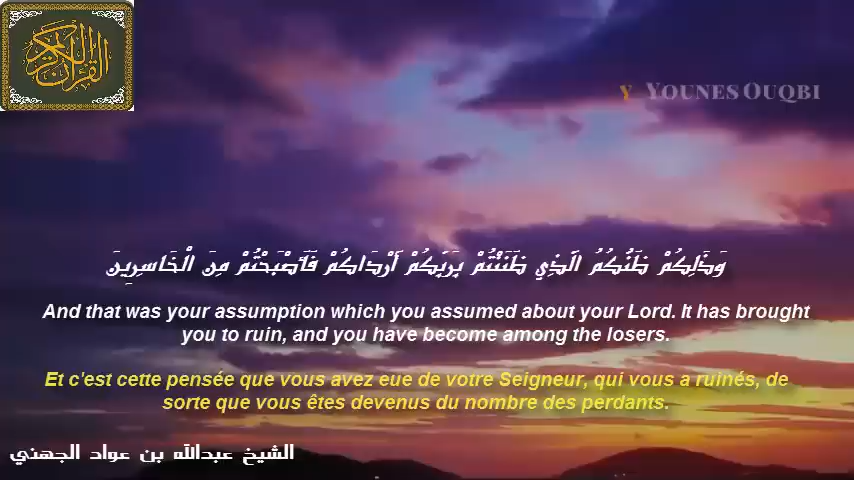 القرآن الكريم
Y YOUNES OUQBI
وَذَلِكُمْ ظَنُّكُمُ الَّذِي ظَنَنْتُمْ بِرَبِّكُمْ أَرْدَاكُمْ فَأَصْبَحْتُمْ مِنَ الْخَاسِرِينَ
And that was your assumption which you assumed about your Lord. It has brought
you to ruin, and you have become among the losers.
Et c'est cette pensée que vous avez eue de votre Seigneur, qui vous a ruinés, de
sorte que vous êtes devenus du nombre des perdants.
الشيخ عبدالله بن عواد الجهني